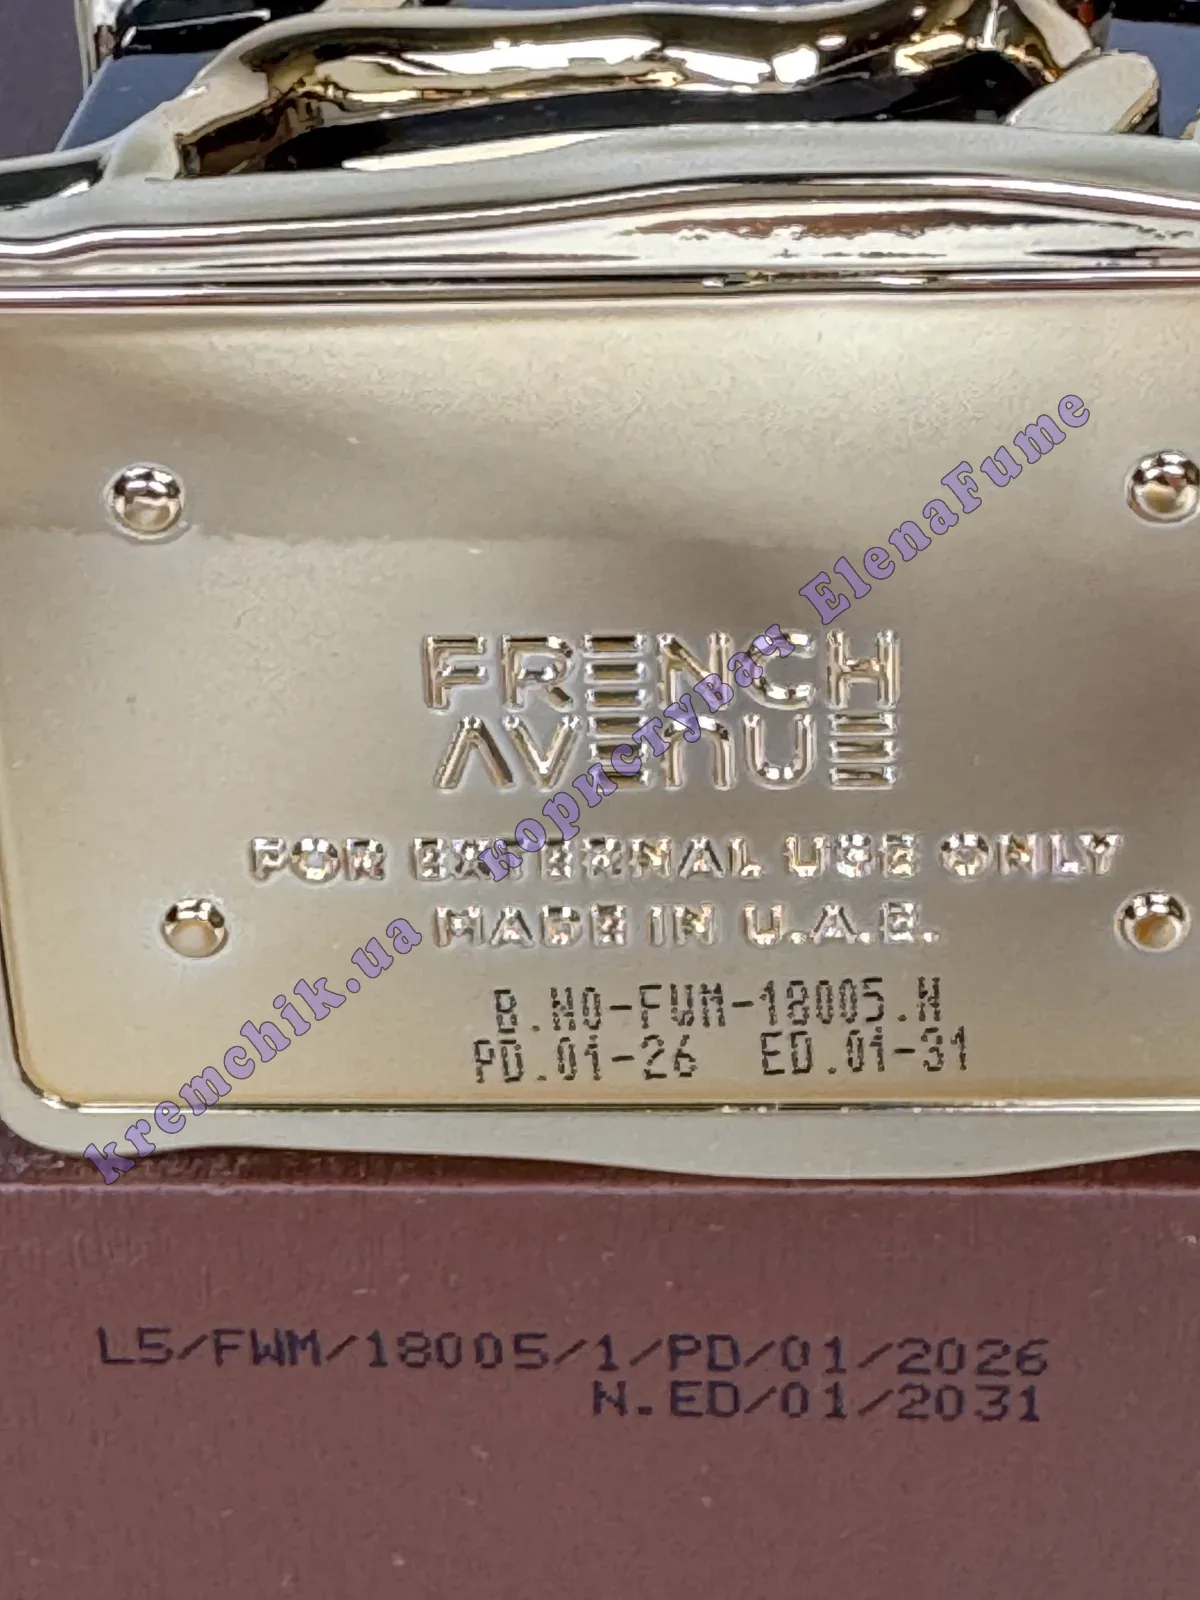 FRENCH
AVENUE
FOR EXTERNAL USE ONLY
MADE IN U.A.E.
B.NO-FWM-18005.N
PD.01-26 ED.01-31
L5/FWM/18005/1/PD/01/2026
N.ED/01/2031
kremchik.ua користувач ElenaFume